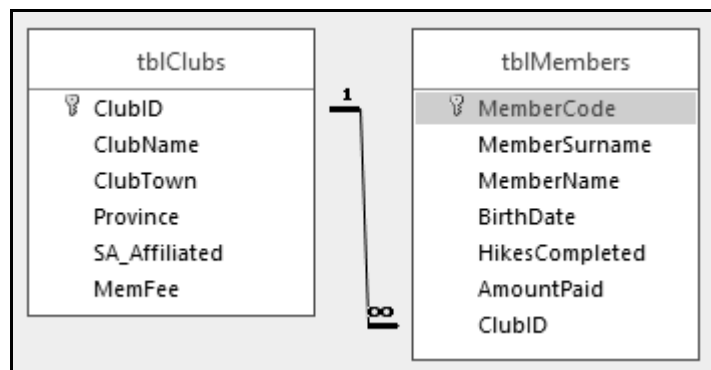 tblClubs
ClubID
ClubName
ClubTown
Province
SA_Affiliated
MemFee
1
∞
tblMembers
MemberCode
MemberSurname
MemberName
BirthDate
HikesCompleted
AmountPaid
ClubID